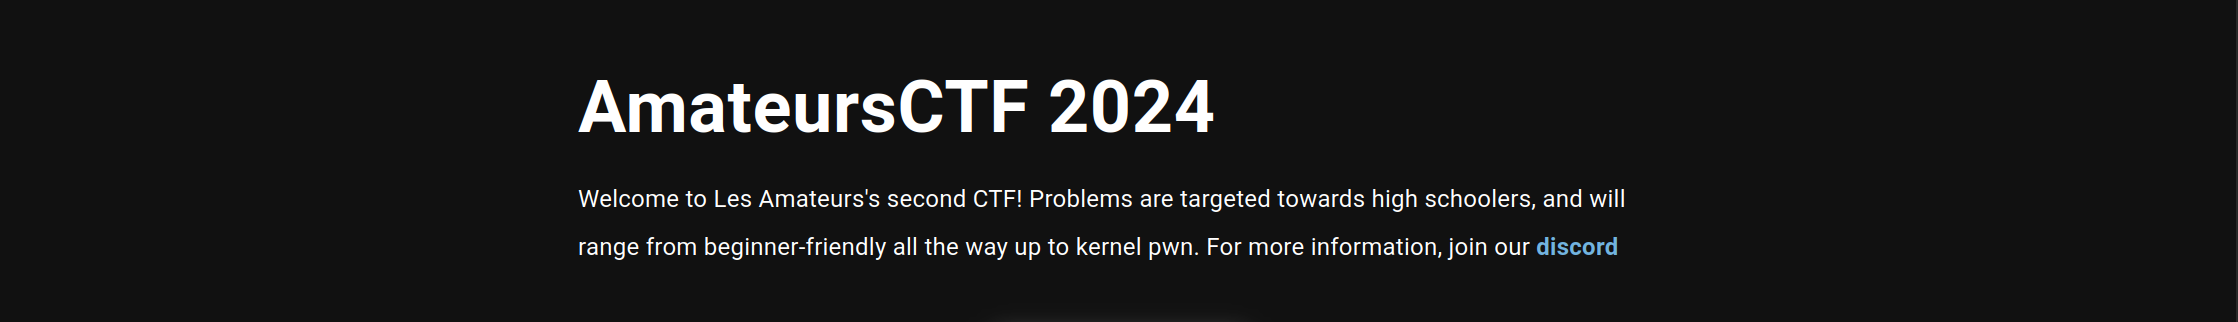 AmateursCTF 2024
Welcome to Les Amateurs's second CTF! Problems are targeted towards high schoolers, and will
range from beginner-friendly all the way up to kernel pwn. For more information, join our discord